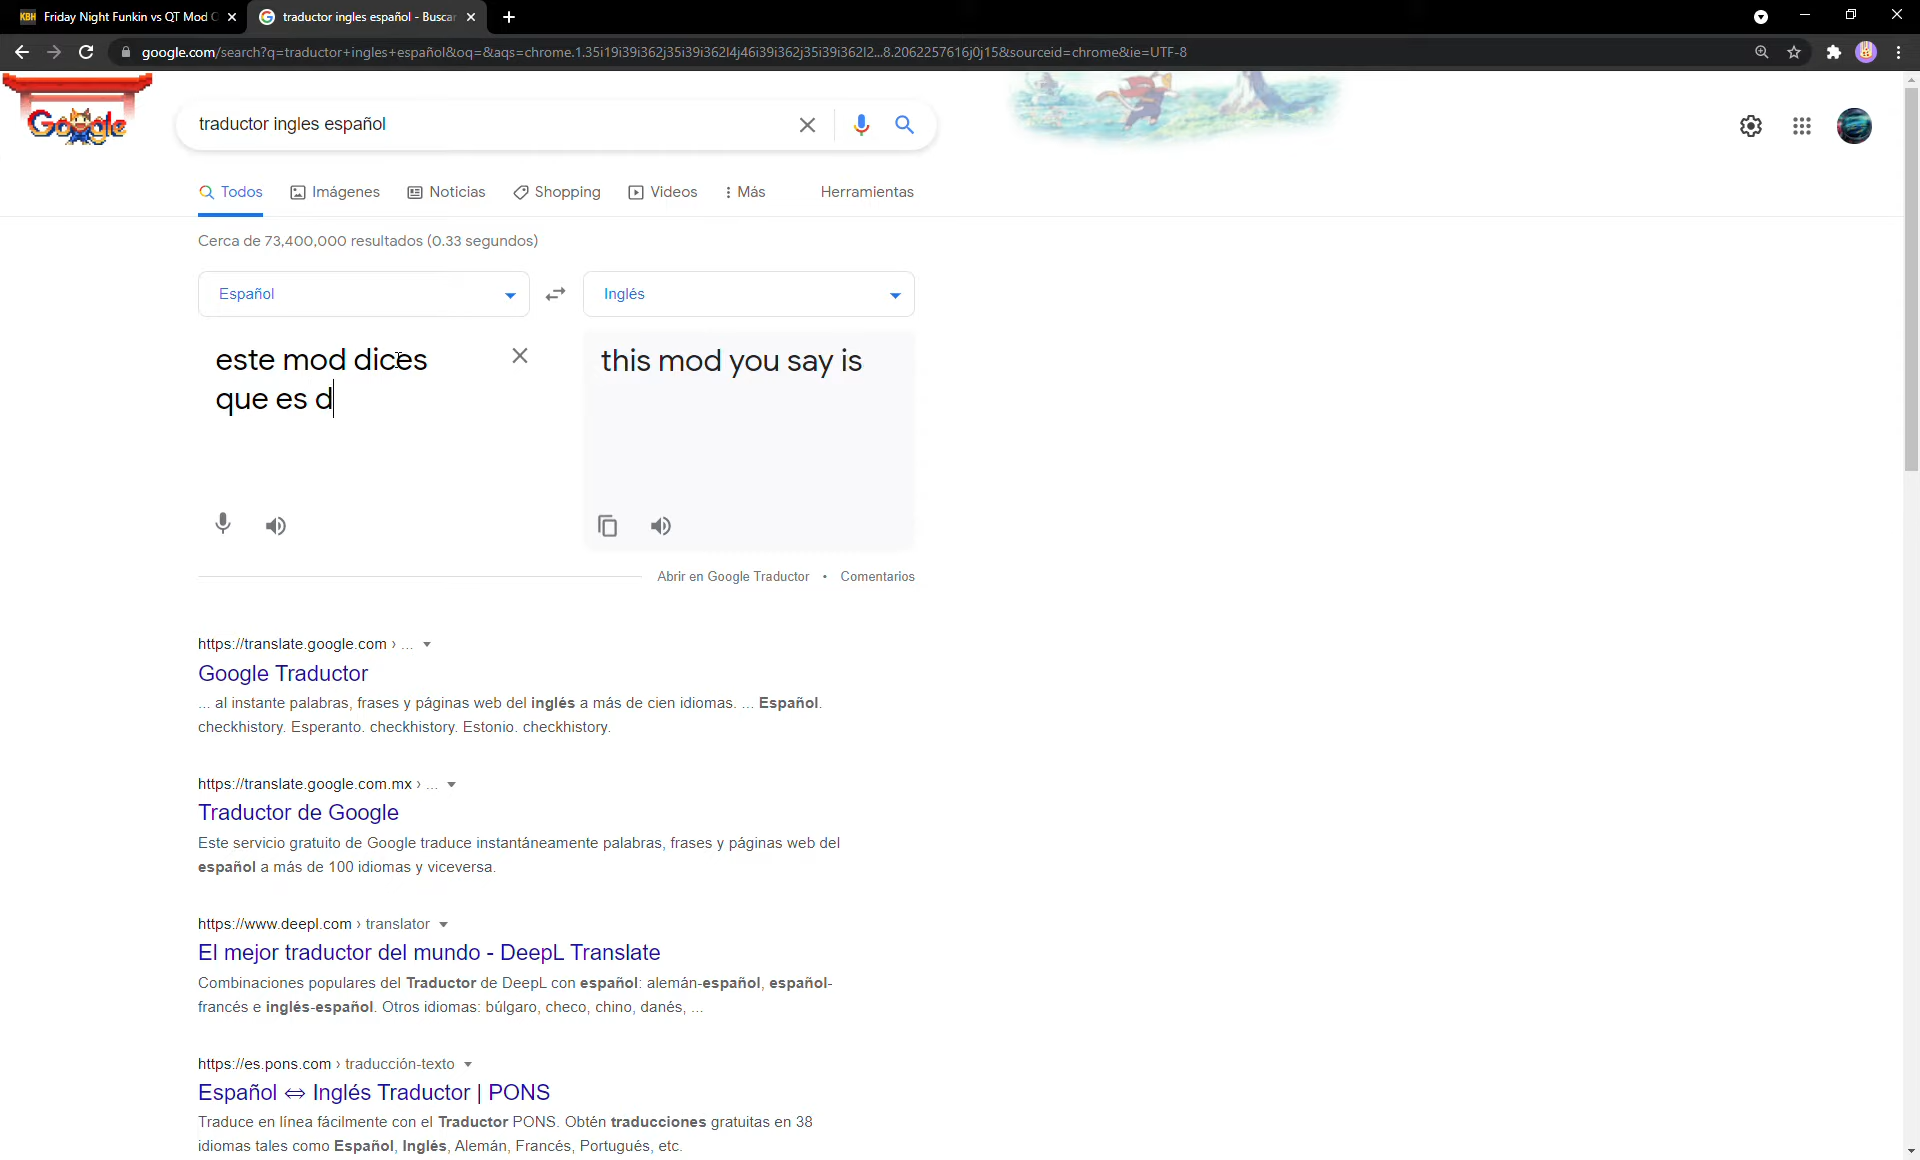 KBH Friday Night Funkin vs QT Mod
traductor ingles español - Buscar
google.com/search?q=traductor+ingles+español&oq=&aqs=chrome.1.35i19i39i362j35i39i362l4j46i39i362j35i39i362l2...8.2062257616j0j15&sourceid=chrome&ie=UTF-8
Google
traductor ingles español
Todos
Imágenes
Noticias
Shopping
Videos
Más
Herramientas
Cerca de 73,400,000 resultados (0.33 segundos)
Español
Inglés
este mod dices
que es d
this mod you say is
Abrir en Google Traductor • Comentarios
https://translate.google.com › ...
Google Traductor
... al instante palabras, frases y páginas web del inglés a más de cien idiomas. ... Español.
checkhistory. Esperanto. checkhistory. Estonio. checkhistory.
https://translate.google.com.mx › ...
Traductor de Google
Este servicio gratuito de Google traduce instantáneamente palabras, frases y páginas web del
español a más de 100 idiomas y viceversa.
https://www.deepl.com › translator
El mejor traductor del mundo - DeepL Translate
Combinaciones populares del Traductor de DeepL con español: alemán-español, español-
francés e inglés-español. Otros idiomas: búlgaro, checo, chino, danés, ...
https://es.pons.com › traducción-texto
Español ⇔ Inglés Traductor | PONS
Traduce en línea fácilmente con el Traductor PONS. Obtén traducciones gratuitas en 38
idiomas tales como Español, Inglés, Alemán, Francés, Portugués, etc.